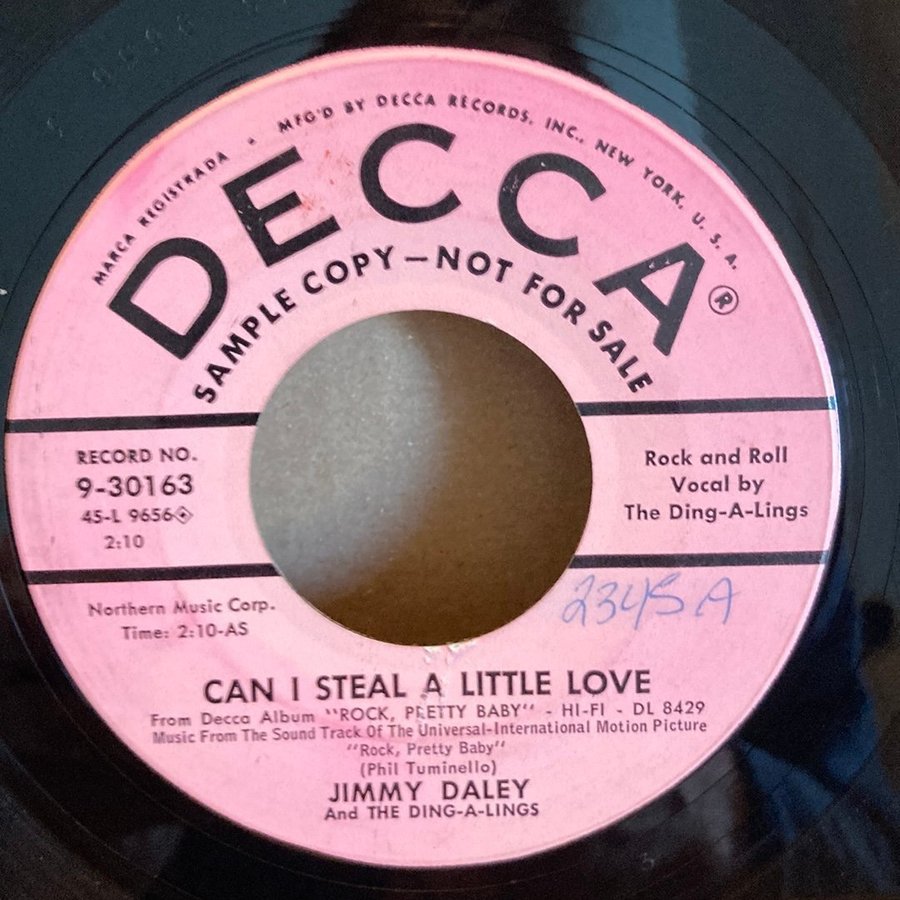 MARCA REGISTRADA • MFG'D BY DECCA RECORDS, INC., NEW YORK, U. S. A.
DECCA®
SAMPLE COPY—NOT FOR SALE
RECORD NO.
9-30163
45-L 9656
2:10
Rock and Roll
Vocal by
The Ding-A-Lings
Northern Music Corp.
Time: 2:10-AS
2345A
CAN I STEAL A LITTLE LOVE
From Decca Album "ROCK, PRETTY BABY" - HI-FI - DL 8429
Music From The Sound Track Of The Universal-International Motion Picture
"Rock, Pretty Baby"
(Phil Tuminello)
JIMMY DALEY
And THE DING-A-LINGS